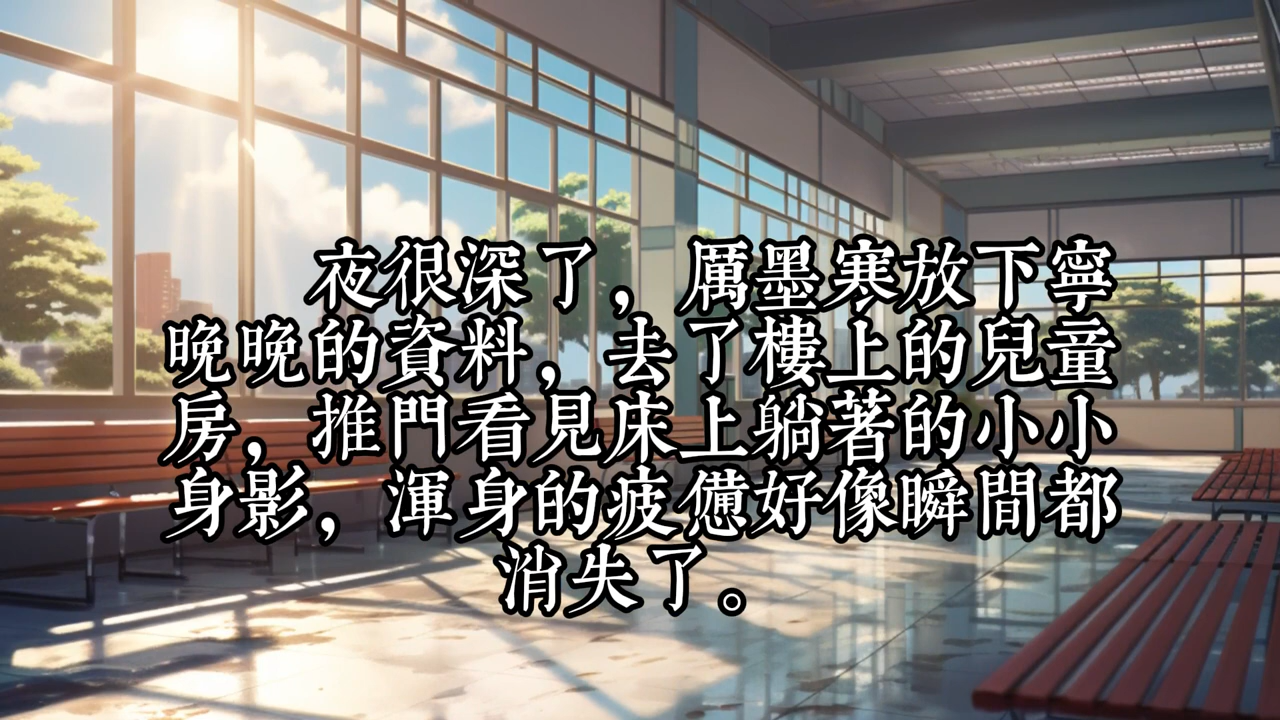 夜很深了，厲墨寒放下寧
晚晚的資料，去了樓上的兒童
房，推門看見床上躺著的小小
身影，渾身的疲憊好像瞬間都
消失了。